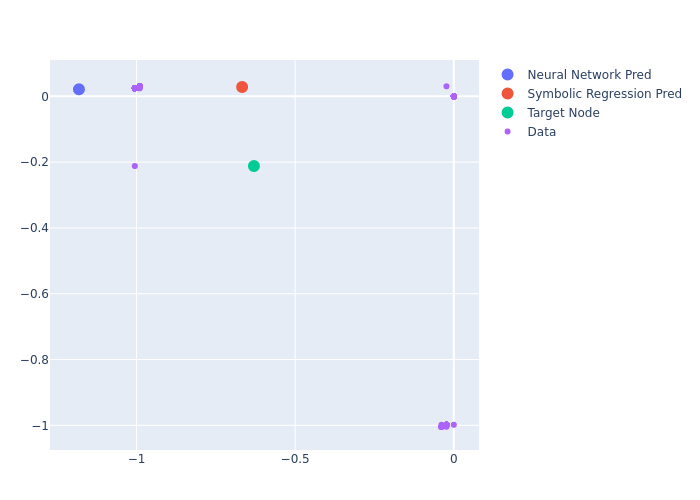 Neural Network Pred
Symbolic Regression Pred
Target Node
Data
0
−0.2
−0.4
−0.6
−0.8
−1
−1
−0.5
0